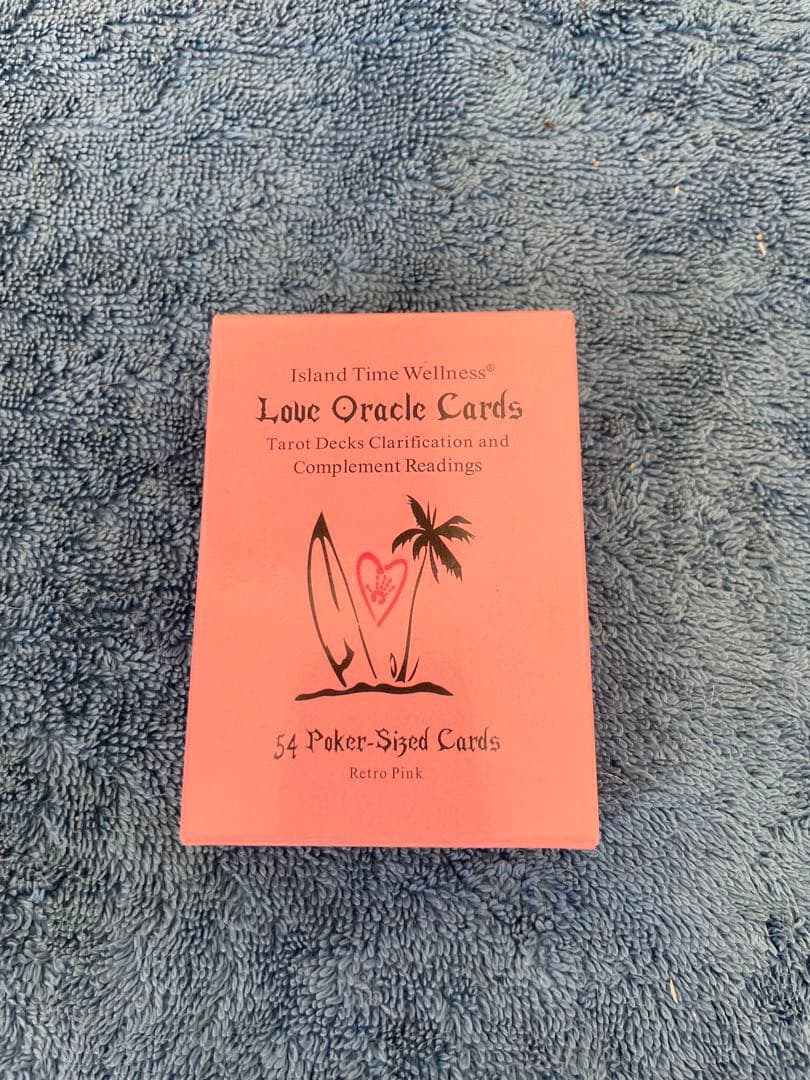 Island Time Wellness®
Love Oracle Cards
Tarot Decks Clarification and
Complement Readings
54 Poker-Sized Cards
Retro Pink